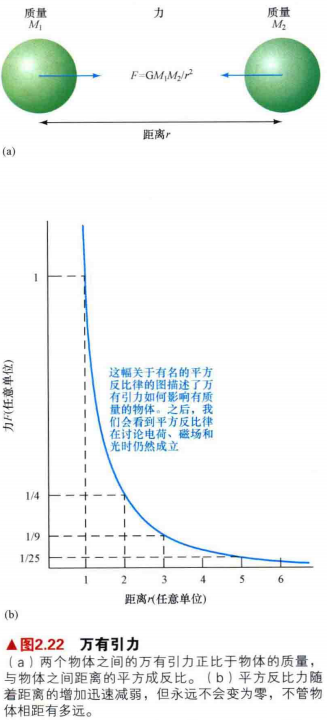 质量 力 质量
M₁ M₂
F=GM₁M₂/r²
距离r
(a)
1
这幅关于有名的平方
反比律的图描述了万
有引力如何影响有质
量的物体。之后，我
们会看到平方反比律
在讨论电荷、磁场和
光时仍然成立
力F(任意单位)
1/4
1/9
1/25
1 2 3 4 5 6
距离r(任意单位)
(b)
▲图2.22 万有引力
（a）两个物体之间的万有引力正比于物体的质量，
与物体之间距离的平方成反比。（b）平方反比力随
着距离的增加迅速减弱，但永远不会变为零，不管物
体相距有多远。